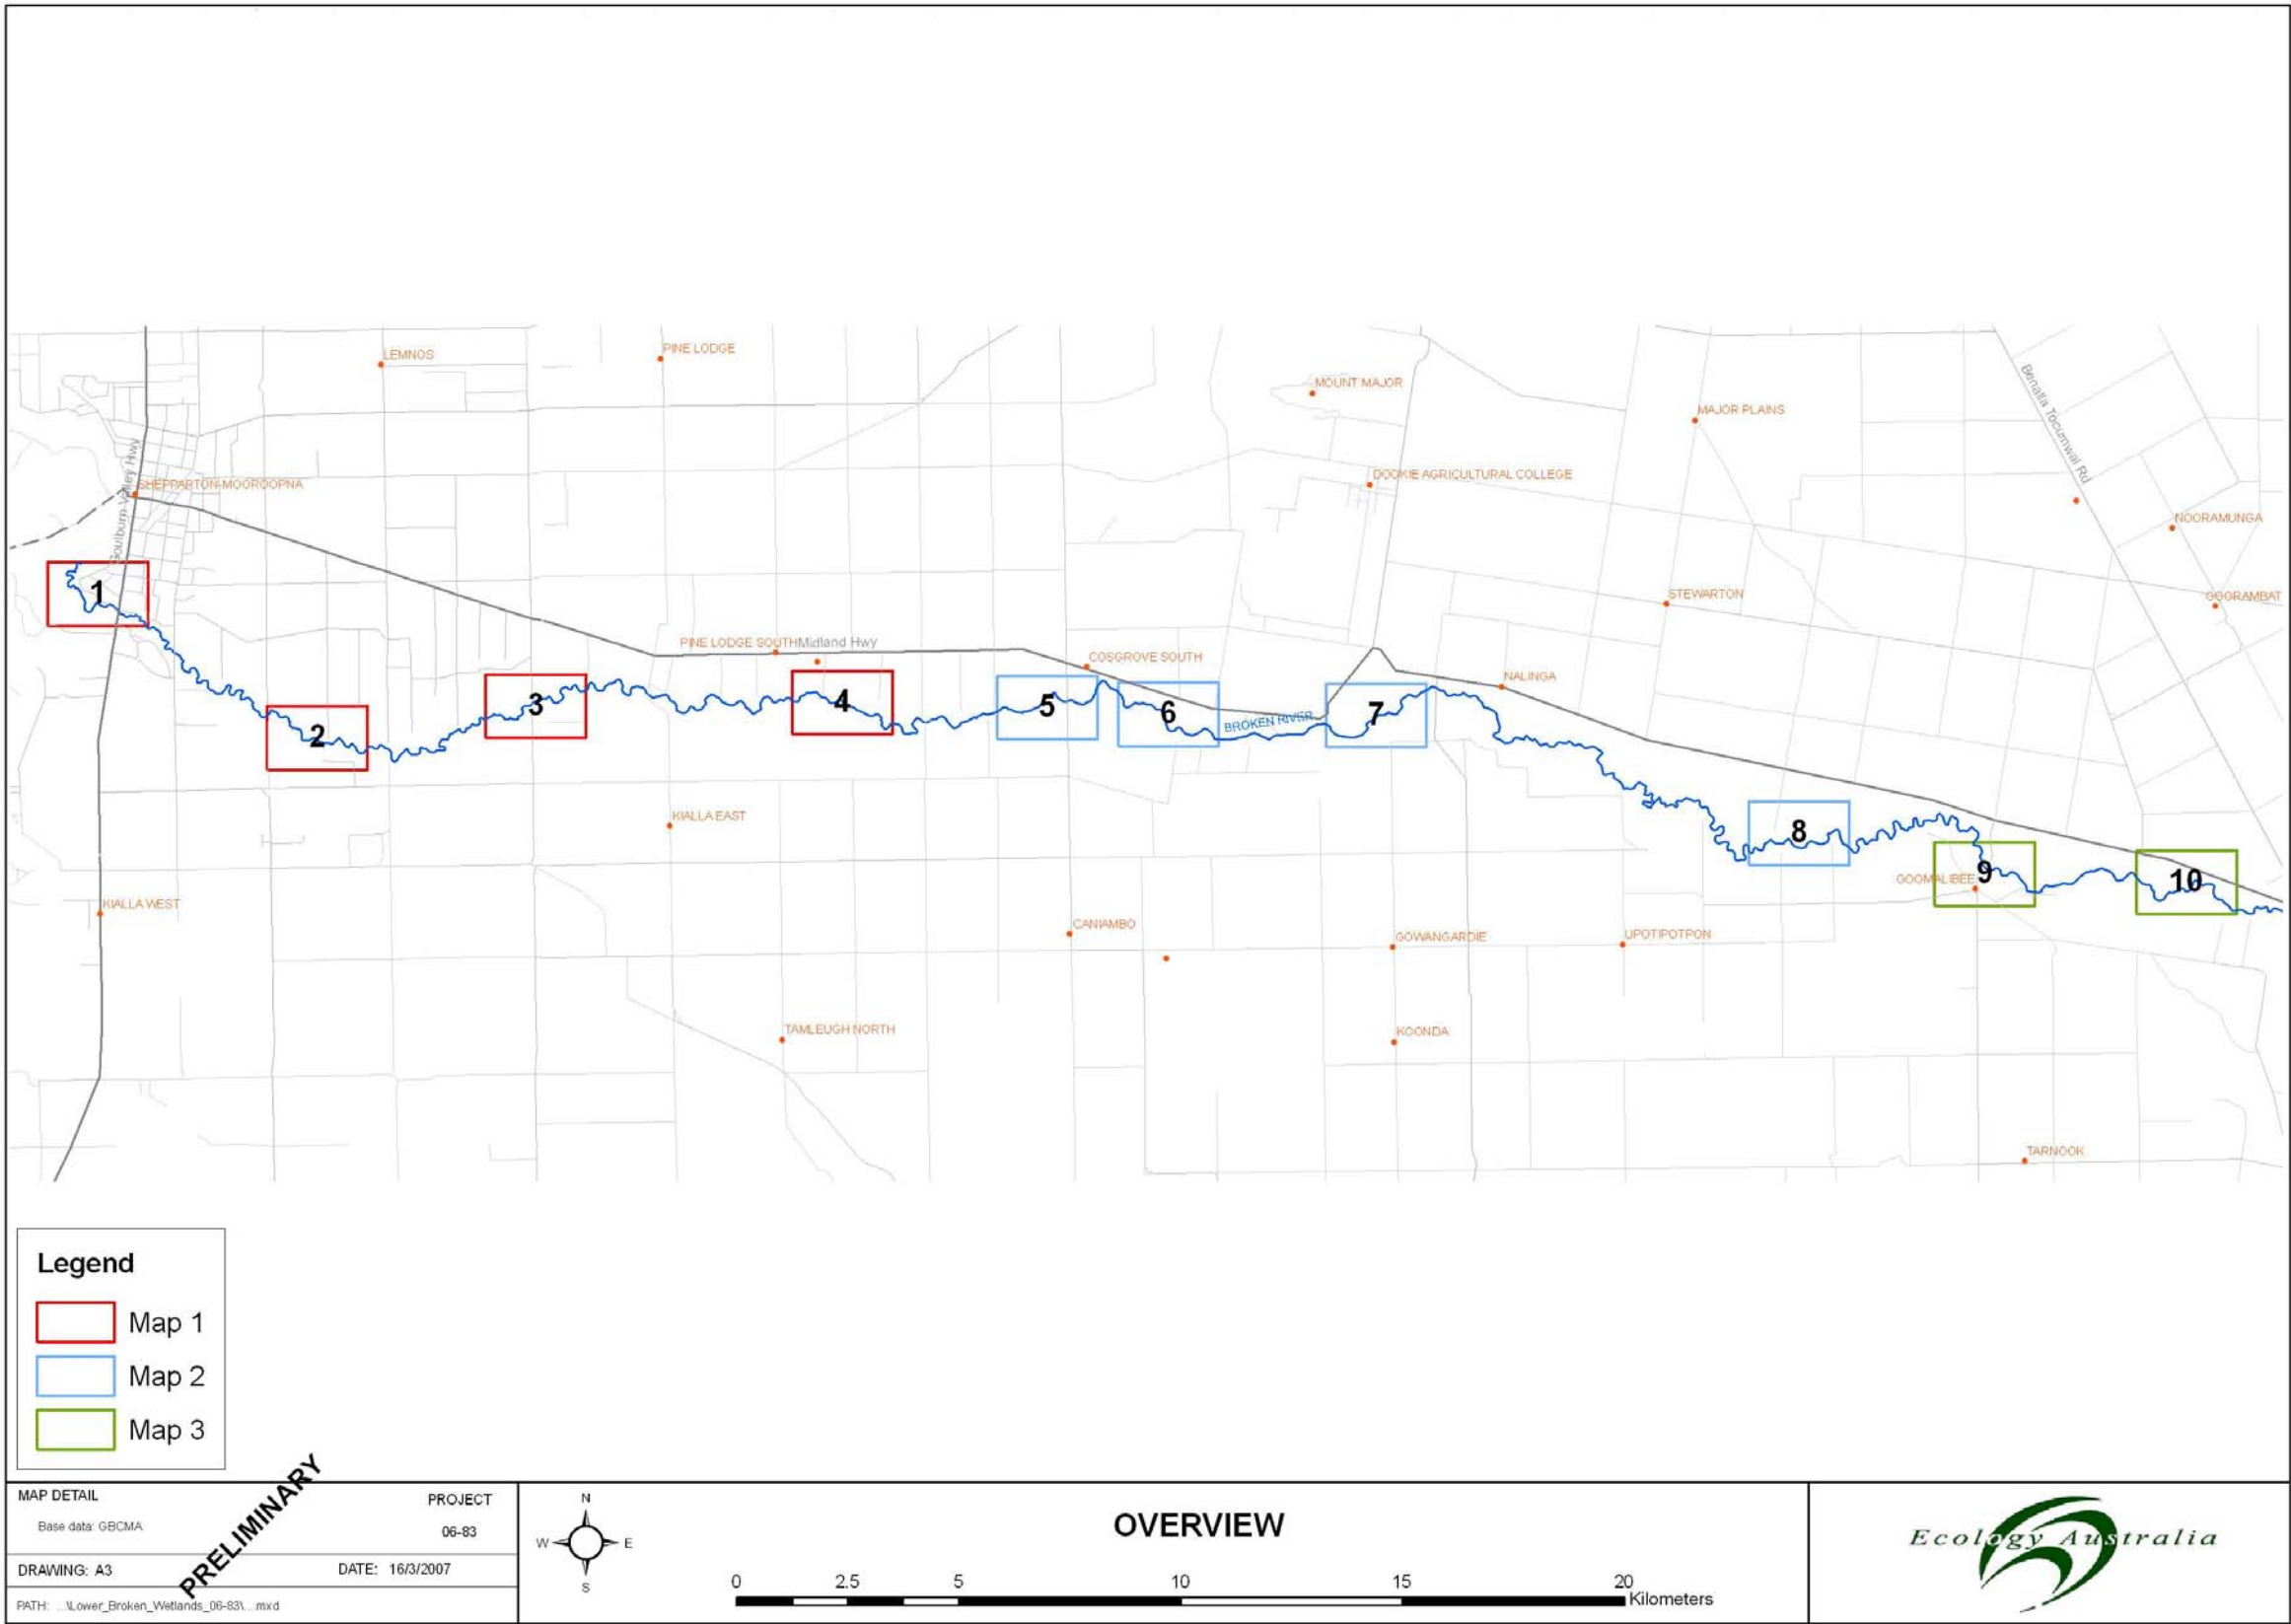 LEMNOS
PINE LODGE
MOUNT MAJOR
MAJOR PLAINS
Benalla Tocumwal Rd
Goulburn Valley Hwy
SHEPPARTON-MOOROOPNA
DOOKIE AGRICULTURAL COLLEGE
NOORAMUNGA
STEWARTON
GOORAMBAT
1
PINE LODGE SOUTH
Midland Hwy
COSGROVE SOUTH
NALINGA
2
3
4
5
6
BROKEN RIVER
7
8
9
10
KIALLA EAST
GOOMALIBEE
KIALLA WEST
CANIAMBO
GOWANGARDIE
UPOTIPOTPON
TAMLEUGH NORTH
KOONDA
TARNOOK
Legend
Map 1
Map 2
Map 3
MAP DETAIL
Base data: GBCMA
PROJECT
06-83
PRELIMINARY
DRAWING: A3
DATE: 16/3/2007
PATH: ...\Lower_Broken_Wetlands_06-83\...mxd
N
W
E
S
OVERVIEW
0 2.5 5 10 15 20
Kilometers
Ecology Australia